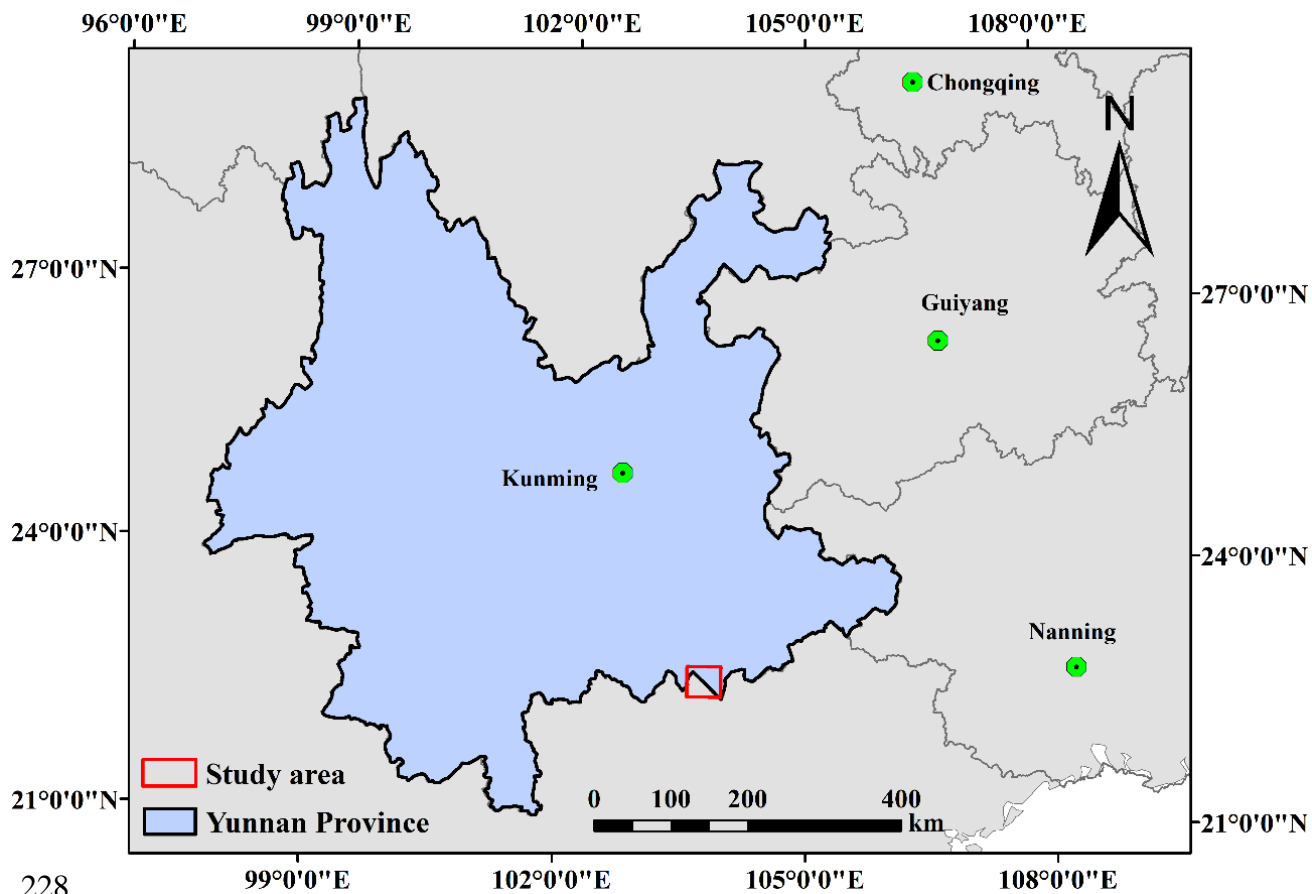 96°0'0"E 99°0'0"E 102°0'0"E 105°0'0"E 108°0'0"E
Chongqing
N
27°0'0"N
27°0'0"N
Guiyang
Kunming
24°0'0"N
24°0'0"N
Nanning
Study area
0 100 200 400
21°0'0"N
Yunnan Province
km
21°0'0"N
99°0'0"E 102°0'0"E 105°0'0"E 108°0'0"E
228